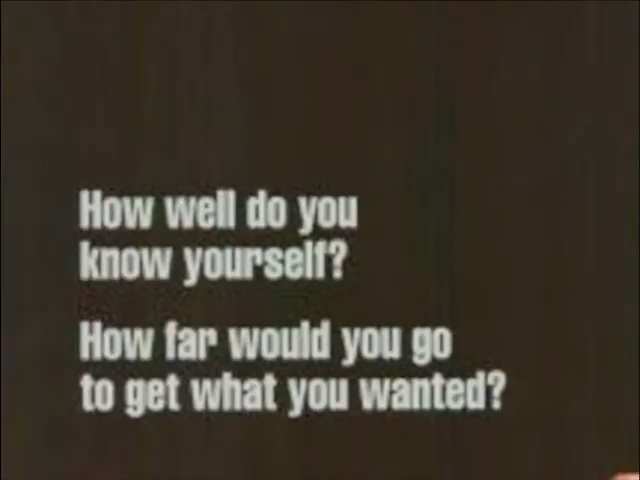 How well do you
know yourself?
How far would you go
to get what you wanted?